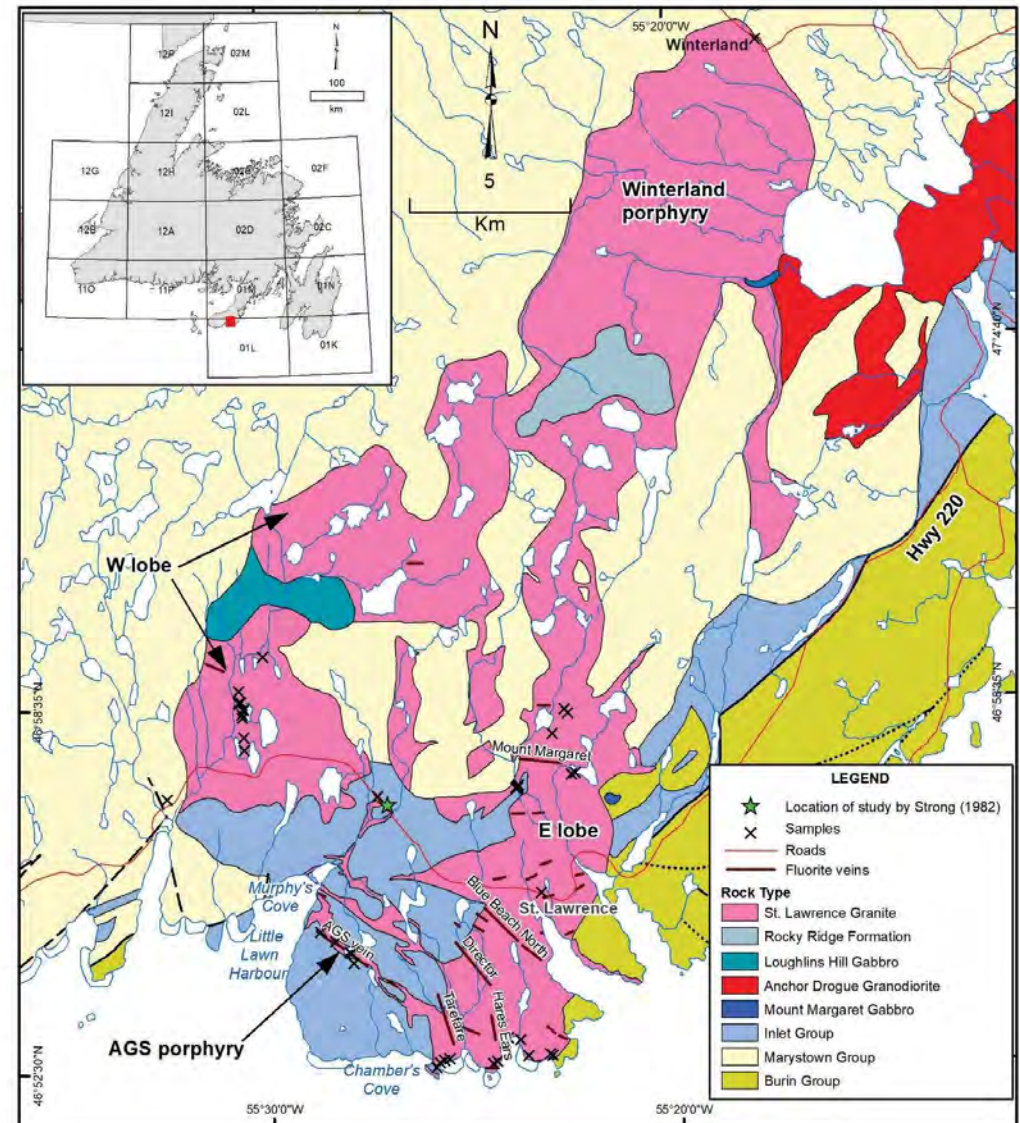 55°20'0"W
Winterland
N
5
Km
Winterland
porphyry
N
100
km
12P
02M
12I
02L
12G
12H
02E
02F
12B
12A
02D
02C
11O
11P
01M
01N
01L
01K
47°4'40"N
Hwy 220
W lobe
46°58'35"N
46°58'35"N
Mount Margaret
E lobe
St. Lawrence
Blue Beach North
Director
Murphy's
Cove
AGS vein
Little
Lawn
Harbour
Tarefare
Hares Ears
AGS porphyry
Chamber's
Cove
46°52'30"N
55°30'0"W
55°20'0"W
LEGEND
Location of study by Strong (1982)
Samples
Roads
Fluorite veins
Rock Type
St. Lawrence Granite
Rocky Ridge Formation
Loughlins Hill Gabbro
Anchor Drogue Granodiorite
Mount Margaret Gabbro
Inlet Group
Marystown Group
Burin Group